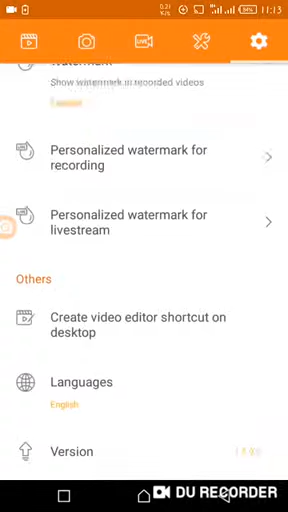 11:13
LIVE
Show watermark in recorded videos
Personalized watermark for
recording
Personalized watermark for
livestream
Others
Create video editor shortcut on
desktop
Languages
English
Version
DU RECORDER